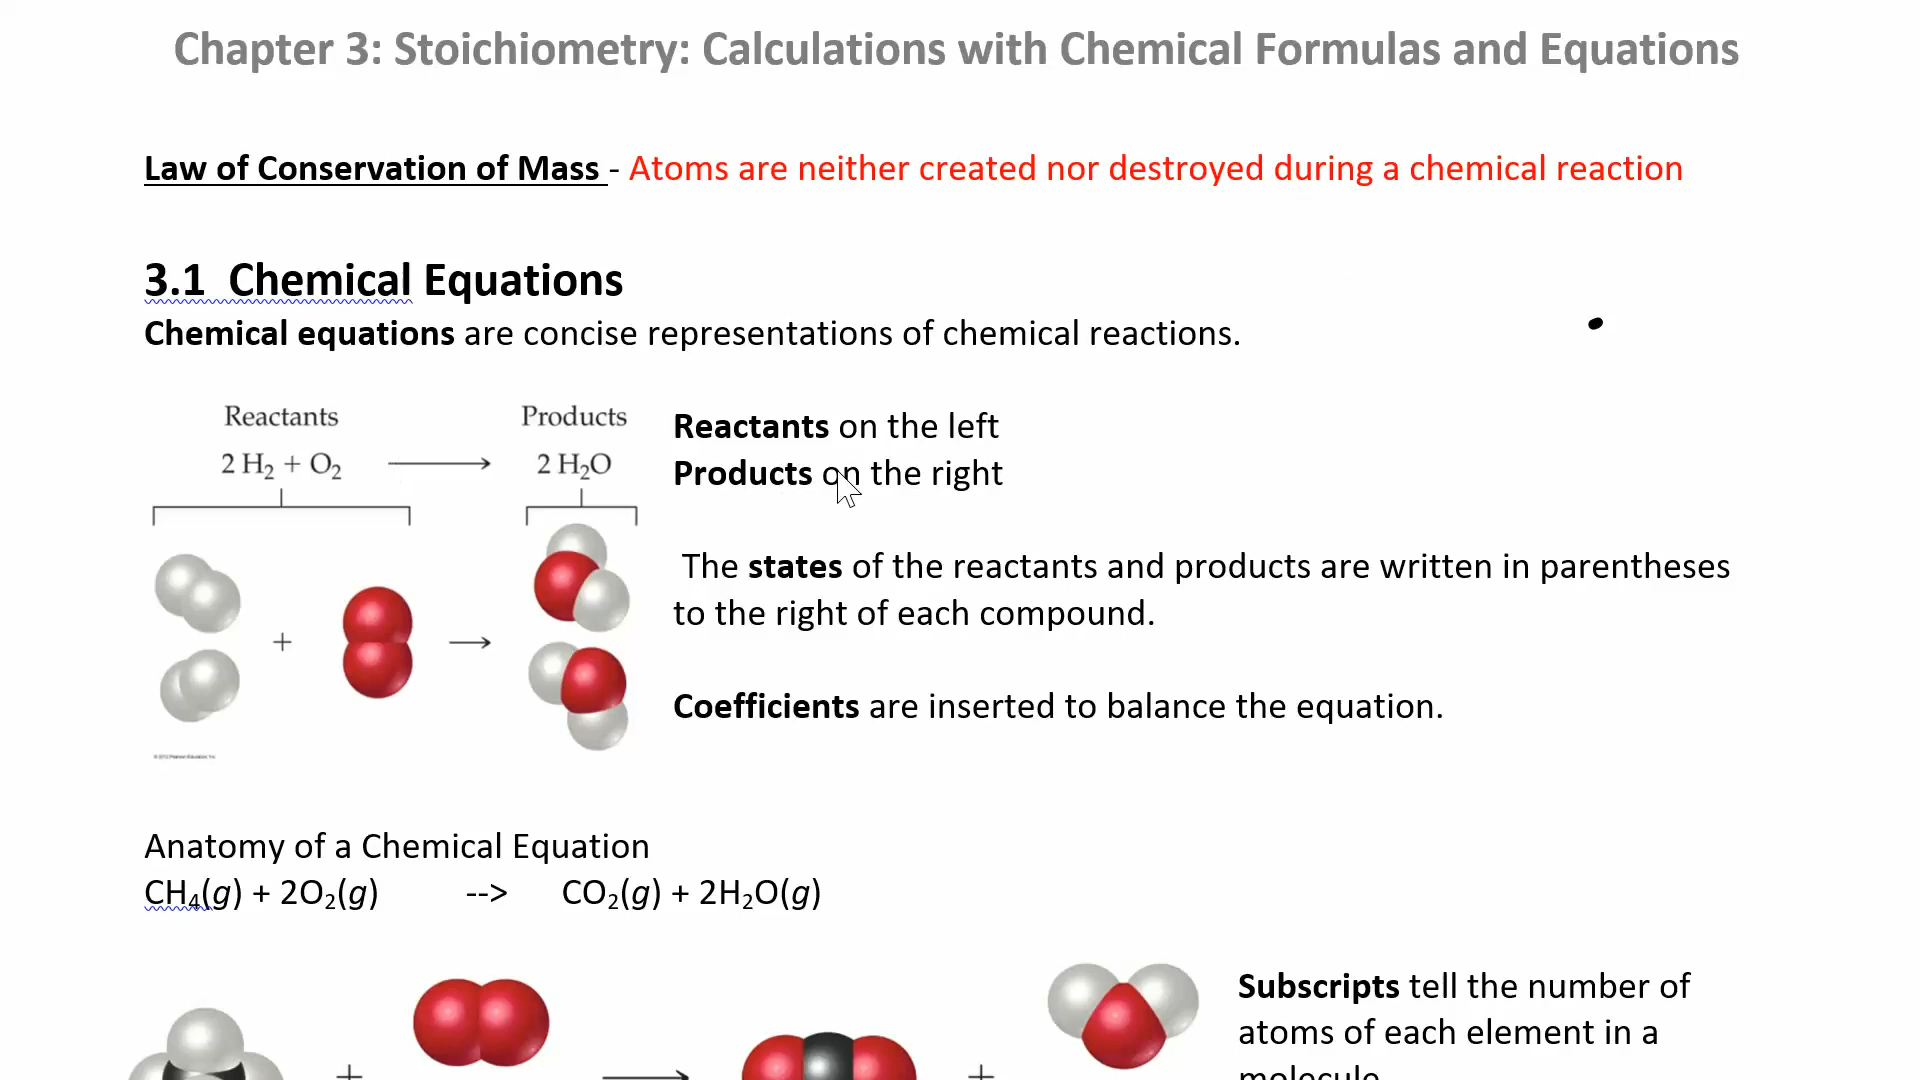 Chapter 3: Stoichiometry: Calculations with Chemical Formulas and Equations
Law of Conservation of Mass - Atoms are neither created nor destroyed during a chemical reaction
3.1 Chemical Equations
Chemical equations are concise representations of chemical reactions.
Reactants
Products
2 H₂ + O₂ ⟶ 2 H₂O
+ →
Reactants on the left
Products on the right
The states of the reactants and products are written in parentheses
to the right of each compound.
Coefficients are inserted to balance the equation.
Anatomy of a Chemical Equation
CH₄(g) + 2O₂(g) --> CO₂(g) + 2H₂O(g)
+ ⟶ +
Subscripts tell the number of
atoms of each element in a
molecule